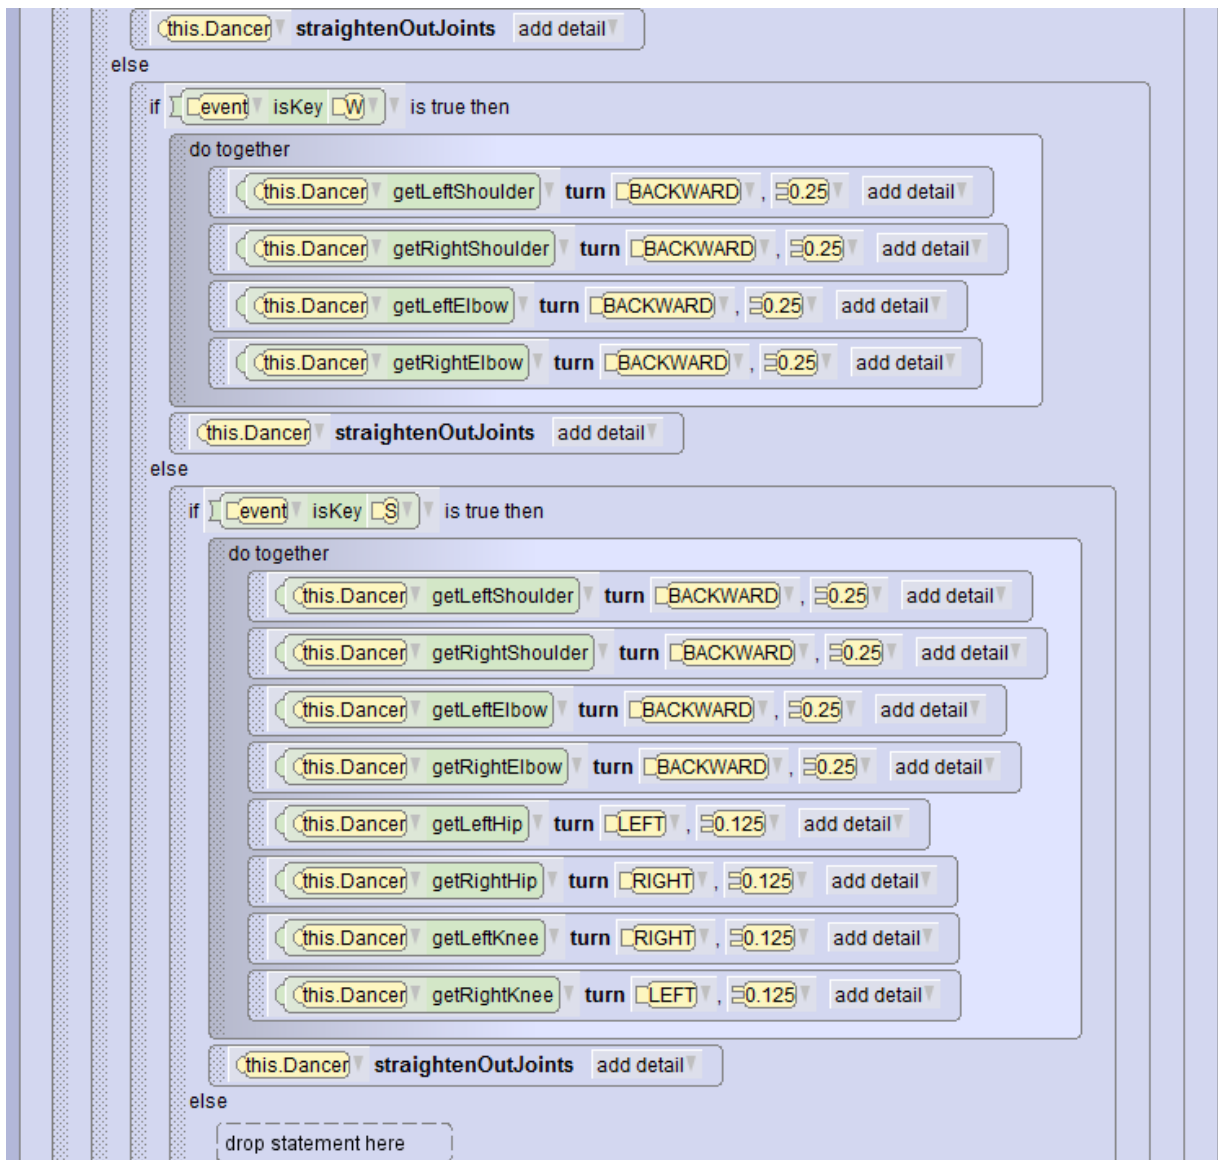 this.Dancer straightenOutJoints add detail
else
if event isKey W is true then
do together
this.Dancer getLeftShoulder turn BACKWARD , 0.25 add detail
this.Dancer getRightShoulder turn BACKWARD , 0.25 add detail
this.Dancer getLeftElbow turn BACKWARD , 0.25 add detail
this.Dancer getRightElbow turn BACKWARD , 0.25 add detail
this.Dancer straightenOutJoints add detail
else
if event isKey S is true then
do together
this.Dancer getLeftShoulder turn BACKWARD , 0.25 add detail
this.Dancer getRightShoulder turn BACKWARD , 0.25 add detail
this.Dancer getLeftElbow turn BACKWARD , 0.25 add detail
this.Dancer getRightElbow turn BACKWARD , 0.25 add detail
this.Dancer getLeftHip turn LEFT , 0.125 add detail
this.Dancer getRightHip turn RIGHT , 0.125 add detail
this.Dancer getLeftKnee turn RIGHT , 0.125 add detail
this.Dancer getRightKnee turn LEFT , 0.125 add detail
this.Dancer straightenOutJoints add detail
else
drop statement here